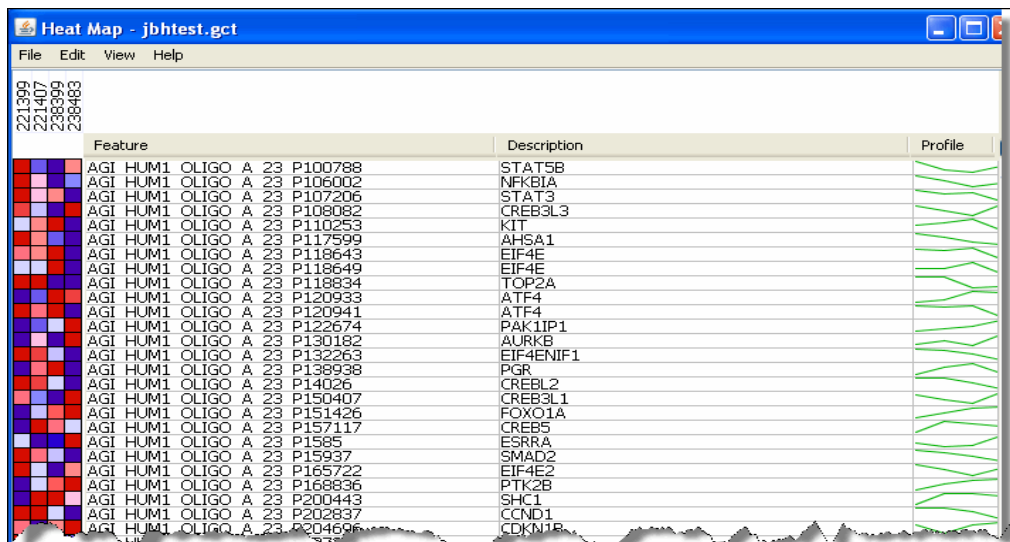 Heat Map - jbhtest.gct
File Edit View Help
221399
221407
238399
238483
Feature Description Profile
AGI HUM1 OLIGO A 23 P100788 STAT5B
AGI HUM1 OLIGO A 23 P106002 NFKBIA
AGI HUM1 OLIGO A 23 P107206 STAT3
AGI HUM1 OLIGO A 23 P108082 CREB3L3
AGI HUM1 OLIGO A 23 P110253 KIT
AGI HUM1 OLIGO A 23 P117599 AHSA1
AGI HUM1 OLIGO A 23 P118643 EIF4E
AGI HUM1 OLIGO A 23 P118649 EIF4E
AGI HUM1 OLIGO A 23 P118834 TOP2A
AGI HUM1 OLIGO A 23 P120933 ATF4
AGI HUM1 OLIGO A 23 P120941 ATF4
AGI HUM1 OLIGO A 23 P122674 PAK1IP1
AGI HUM1 OLIGO A 23 P130182 AURKB
AGI HUM1 OLIGO A 23 P132263 EIF4ENIF1
AGI HUM1 OLIGO A 23 P138938 PGR
AGI HUM1 OLIGO A 23 P14026 CREBL2
AGI HUM1 OLIGO A 23 P150407 CREB3L1
AGI HUM1 OLIGO A 23 P151426 FOXO1A
AGI HUM1 OLIGO A 23 P157117 CREB5
AGI HUM1 OLIGO A 23 P1585 ESRRA
AGI HUM1 OLIGO A 23 P15937 SMAD2
AGI HUM1 OLIGO A 23 P165722 EIF4E2
AGI HUM1 OLIGO A 23 P168836 PTK2B
AGI HUM1 OLIGO A 23 P200443 SHC1
AGI HUM1 OLIGO A 23 P202837 CCND1
AGI HUM1 OLIGO A 23 P204696 CDKN1B